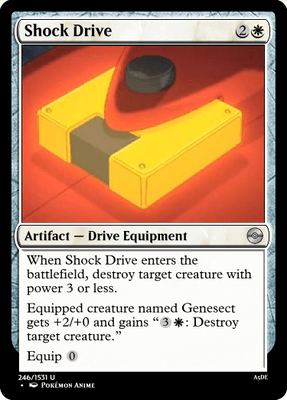 Shock Drive 2
Artifact — Drive Equipment
When Shock Drive enters the
battlefield, destroy target creature with
power 3 or less.
Equipped creature named Genesect
gets +2/+0 and gains “3 : Destroy
target creature.”
Equip 0
246/1531 U A3DE
• Pokémon Anime